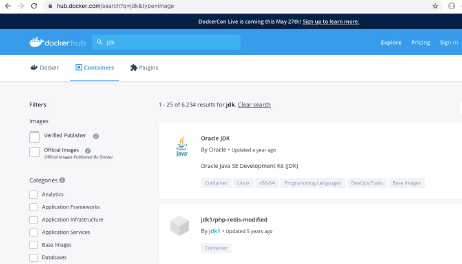 hub.docker.com/search?q=jdk&type=image
DockerCon Live is coming this May 27th! Sign up to learn more.
dockerhub
jdk
Explore Pricing Sign In
Docker Containers Plugins
Filters
1 - 25 of 6,234 results for jdk. Clear search
Images
Verified Publisher
Official Images
Official Images Published By Docker
Categories
Analytics
Application Frameworks
Application Infrastructure
Application Services
Base Images
Databases
Oracle JDK
By Oracle • Updated a year ago
Java
Oracle Java SE Development Kit (JDK)
Container Linux x86-64 Programming Languages DevOps Tools Base Images
jdk1/php-redis-modified
By jdk1 • Updated 5 years ago
Container